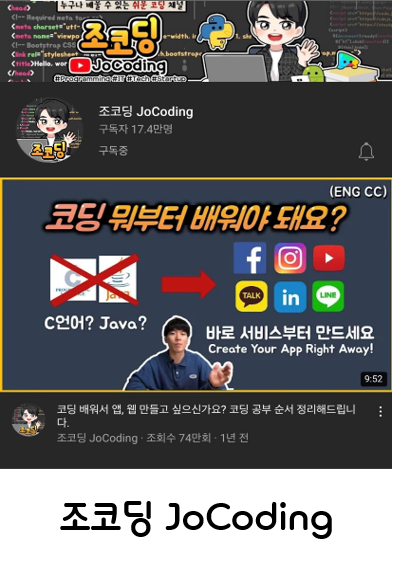 누구나 배울 수 있는 쉬운 코딩 채널
<head>
<!-- Required meta
<meta charset="utf-
<meta name="viewpo
<!-- Bootstrap CSS
<link rel="stylesheet
<title>Hello, wor
</head>
조코딩
JoCoding
#Programming #IT #Tech #Startup
조코딩 JoCoding
구독자 17.4만명
구독중
조코딩
(ENG CC)
코딩 뭐부터 배워야 돼요?
TALK
in
LINE
C언어? Java?
바로 서비스부터 만드세요
Create Your App Right Away!
9:52
코딩 배워서 앱, 웹 만들고 싶으신가요? 코딩 공부 순서 정리해드립니
다.
조코딩 JoCoding · 조회수 74만회 · 1년 전
조코딩 JoCoding